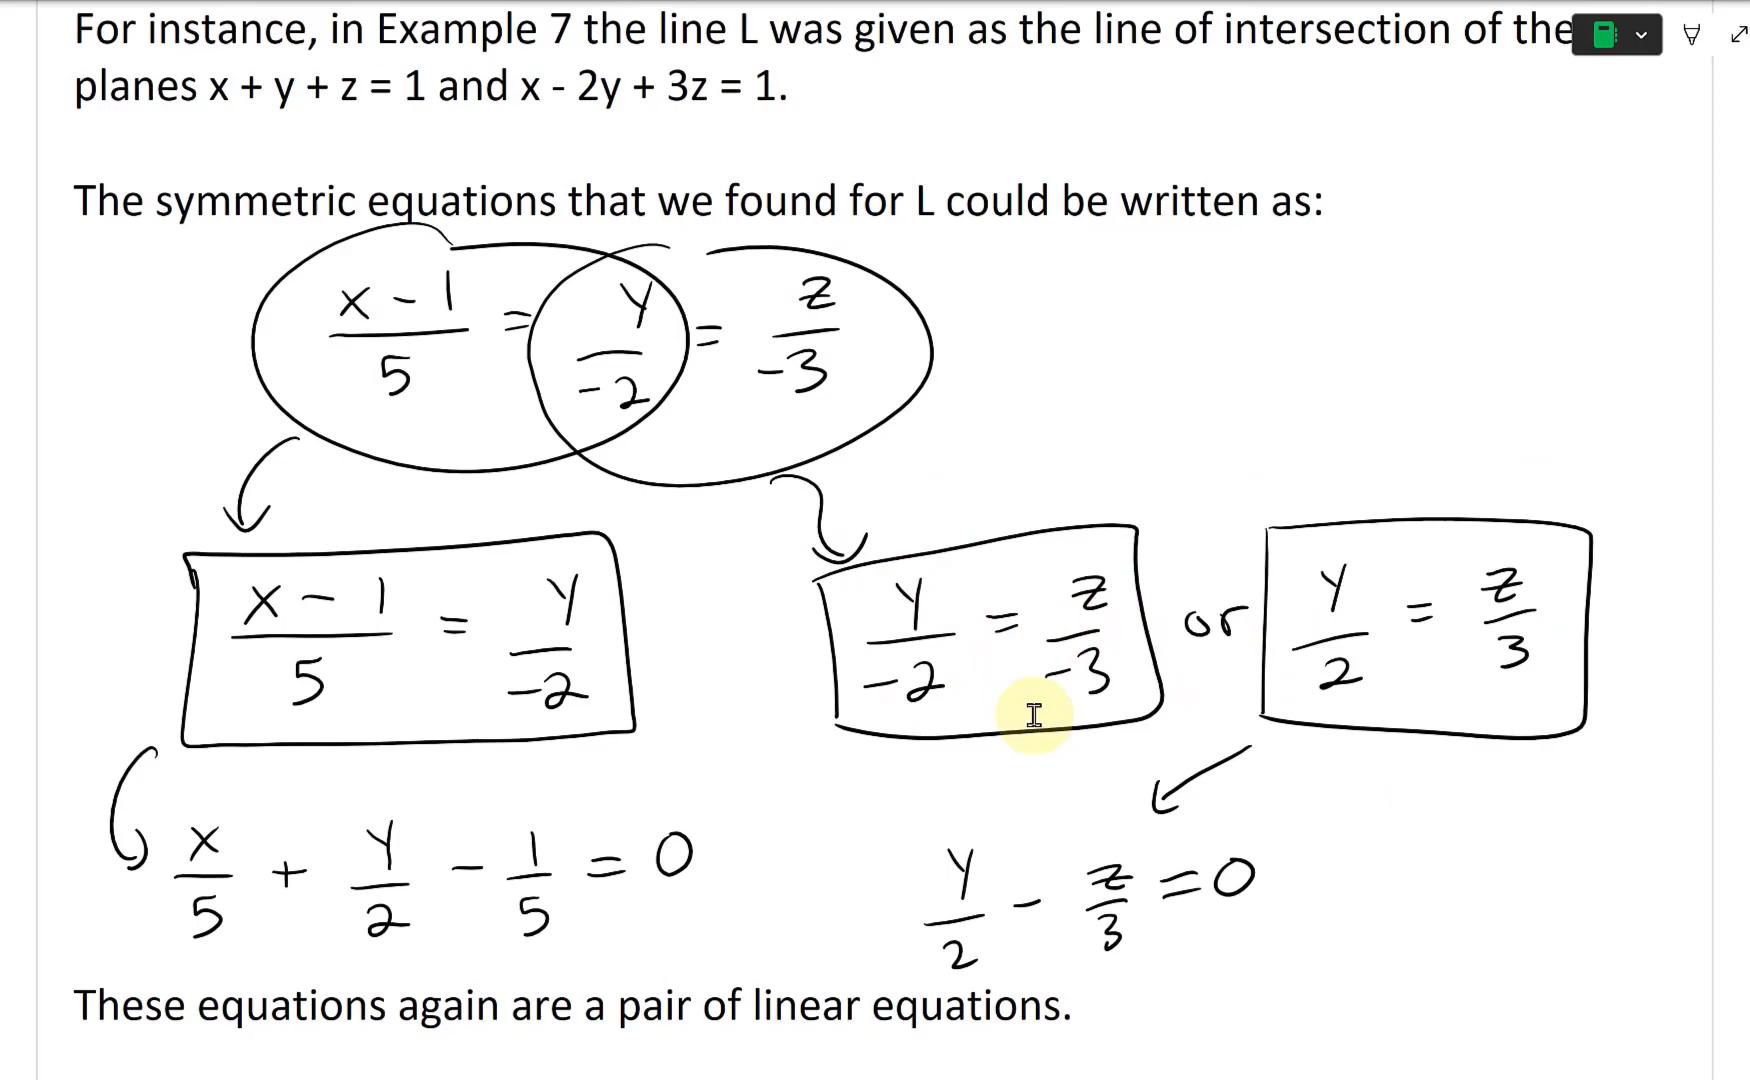 For instance, in Example 7 the line L was given as the line of intersection of the
planes x + y + z = 1 and x - 2y + 3z = 1.
The symmetric equations that we found for L could be written as:
x - 1 / 5 = y / -2 = z / -3
x - 1 / 5 = y / -2
y / -2 = z / -3 or y / 2 = z / 3
x / 5 + y / 2 - 1 / 5 = 0
y / 2 - z / 3 = 0
These equations again are a pair of linear equations.